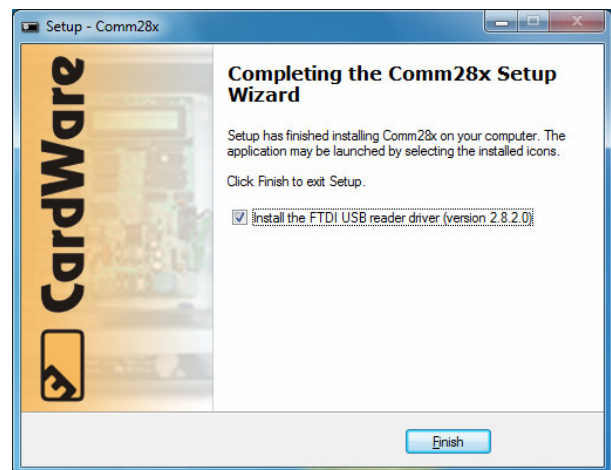 Setup - Comm28x
CardWare
Completing the Comm28x Setup
Wizard
Setup has finished installing Comm28x on your computer. The
application may be launched by selecting the installed icons.
Click Finish to exit Setup.
Install the FTDI USB reader driver (version 2.8.2.0)
Finish